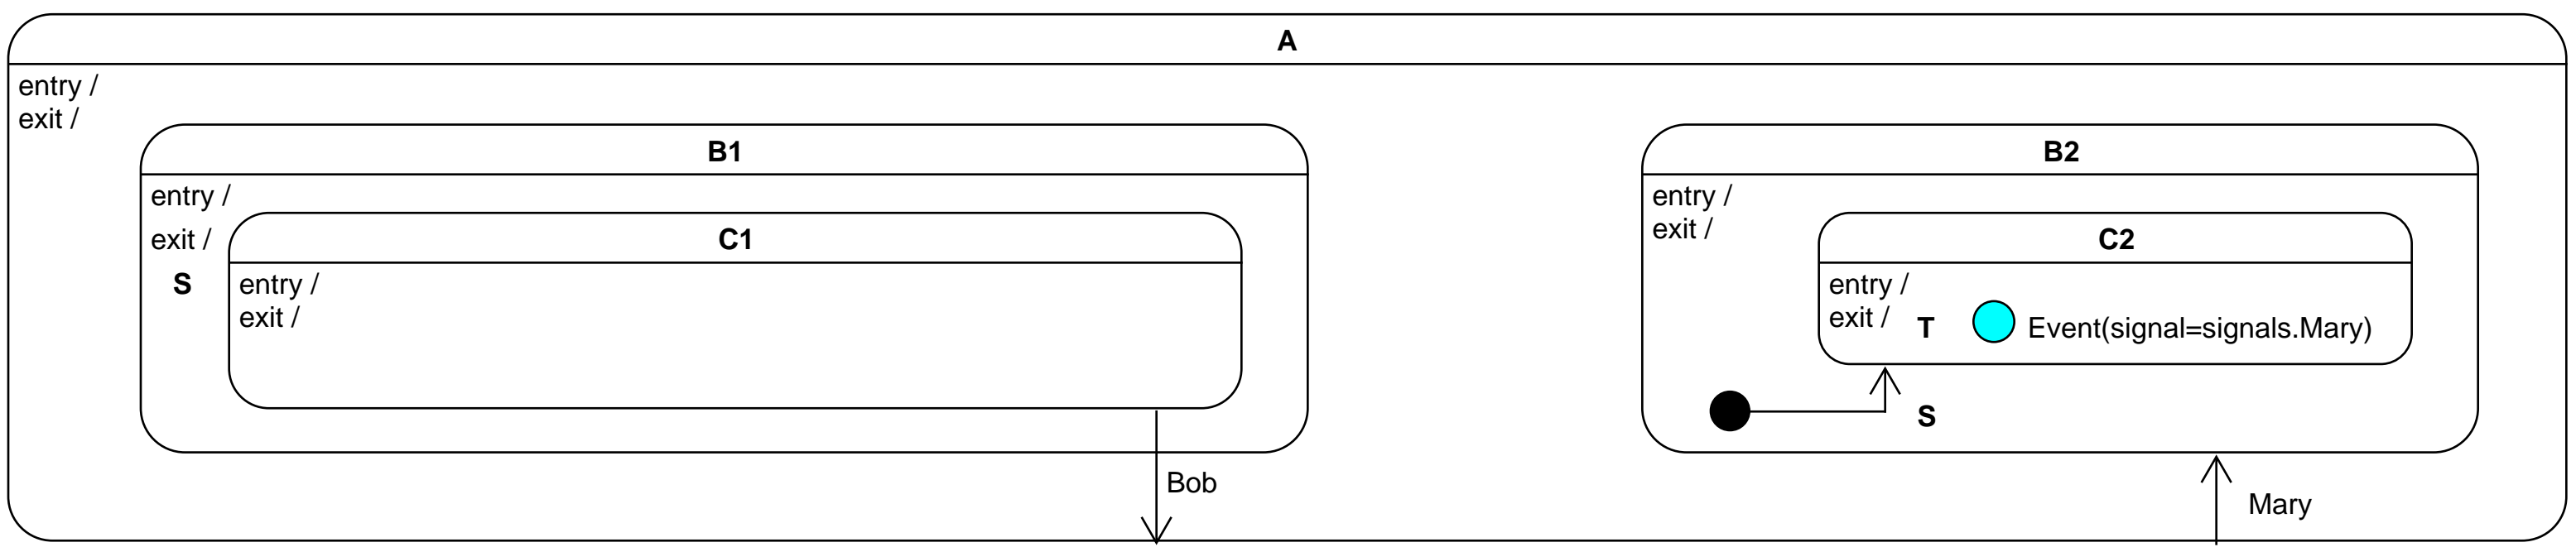 A
entry /
exit /
B1
entry /
exit /
S
C1
entry /
exit /
Bob
B2
entry /
exit /
C2
entry /
exit /
T
Event(signal=signals.Mary)
S
Mary